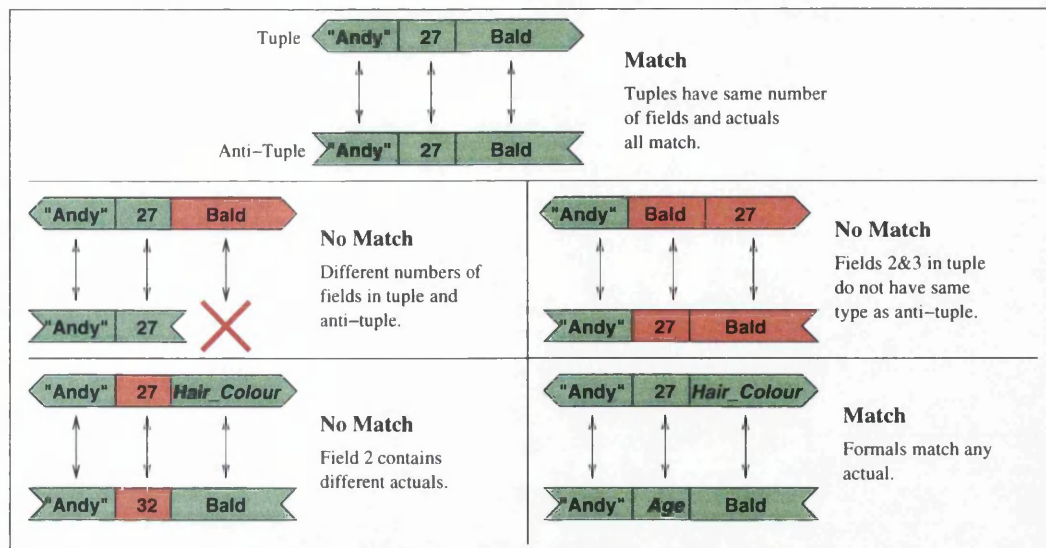 Tuple "Andy" 27 Bald
Match
Tuples have same number
of fields and actuals
all match.
Anti-Tuple "Andy" 27 Bald
"Andy" 27 Bald
No Match
Different numbers of
fields in tuple and
anti-tuple.
"Andy" 27
"Andy" Bald 27
No Match
Fields 2&3 in tuple
do not have same
type as anti-tuple.
"Andy" 27 Bald
"Andy" 27 Hair_Colour
No Match
Field 2 contains
different actuals.
"Andy" 32 Bald
"Andy" 27 Hair_Colour
Match
Formals match any
actual.
"Andy" Age Bald